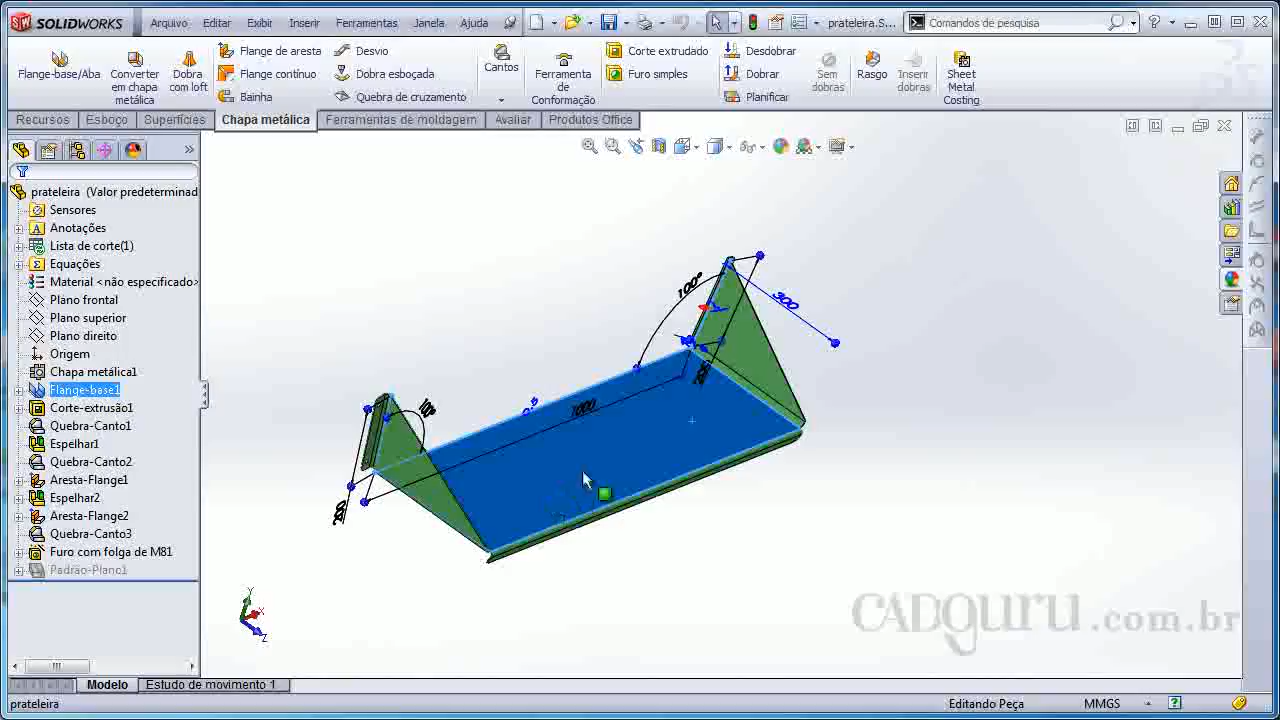 SOLIDWORKS Arquivo Editar Exibir Inserir Ferramentas Janela Ajuda prateleira.S... Comandos de pesquisa
Flange-base/Aba
Converter em chapa metálica
Dobra com loft
Flange de aresta
Flange contínuo
Bainha
Desvio
Dobra esboçada
Quebra de cruzamento
Cantos
Ferramenta de Conformação
Corte extrudado
Furo simples
Desdobrar
Dobrar
Planificar
Sem dobras
Rasgo
Inserir dobras
Sheet Metal Costing
Recursos Esboço Superfícies Chapa metálica Ferramentas de moldagem Avaliar Produtos Office
prateleira (Valor predeterminad
Sensores
Anotações
Lista de corte(1)
Equações
Material <não especificado>
Plano frontal
Plano superior
Plano direito
Origem
Chapa metálica1
Flange-base1
Corte-extrusão1
Quebra-Canto1
Espelhar1
Quebra-Canto2
Aresta-Flange1
Espelhar2
Aresta-Flange2
Quebra-Canto3
Furo com folga de M81
Padrão-Plano1
100°
300
1000
Y
X
Z
CADGURU.com.br
Modelo Estudo de movimento 1
prateleira Editando Peça MMGS